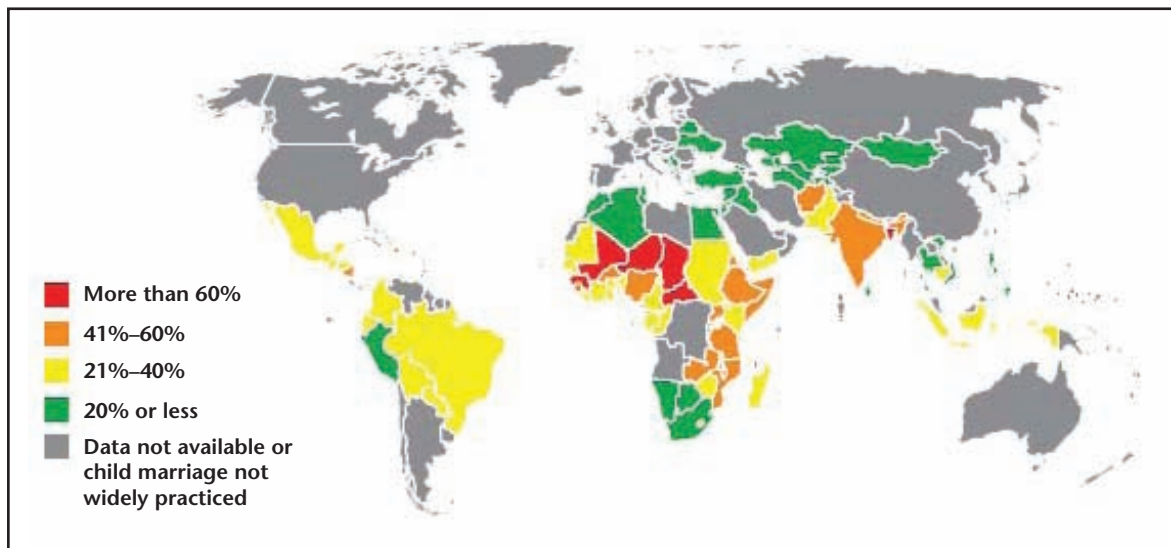 More than 60%
41%–60%
21%–40%
20% or less
Data not available or
child marriage not
widely practiced